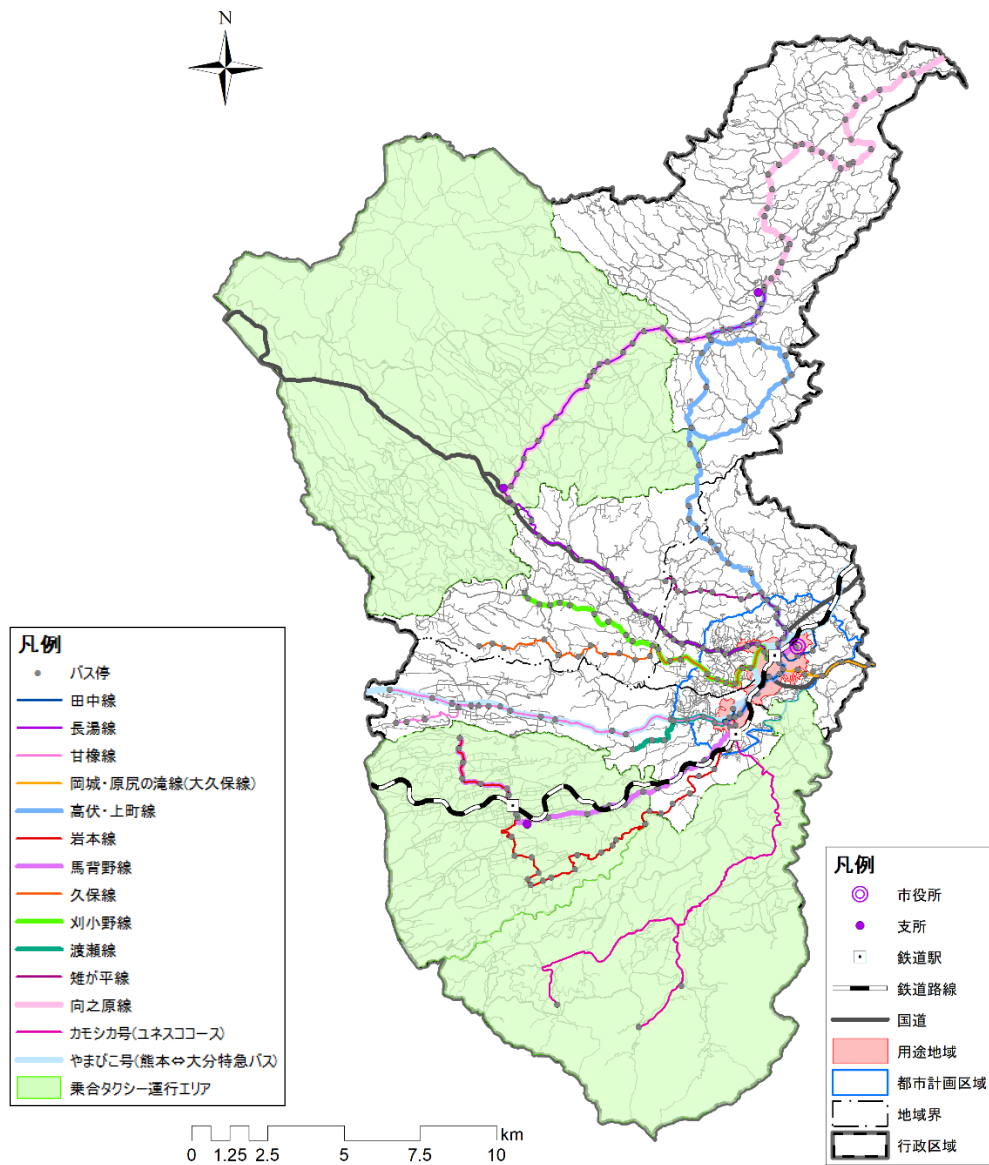 N
凡例
バス停
田中線
長湯線
甘橡線
岡城・原尻の滝線(大久保線)
高伏・上町線
岩本線
馬背野線
久保線
刈小野線
渡瀬線
雉が平線
向之原線
カモシカ号(ユネスココース)
やまびこ号(熊本⇔大分特急バス)
乗合タクシー運行エリア
凡例
市役所
支所
鉄道駅
鉄道路線
国道
用途地域
都市計画区域
地域界
行政区域
km
0 1.25 2.5 5 7.5 10